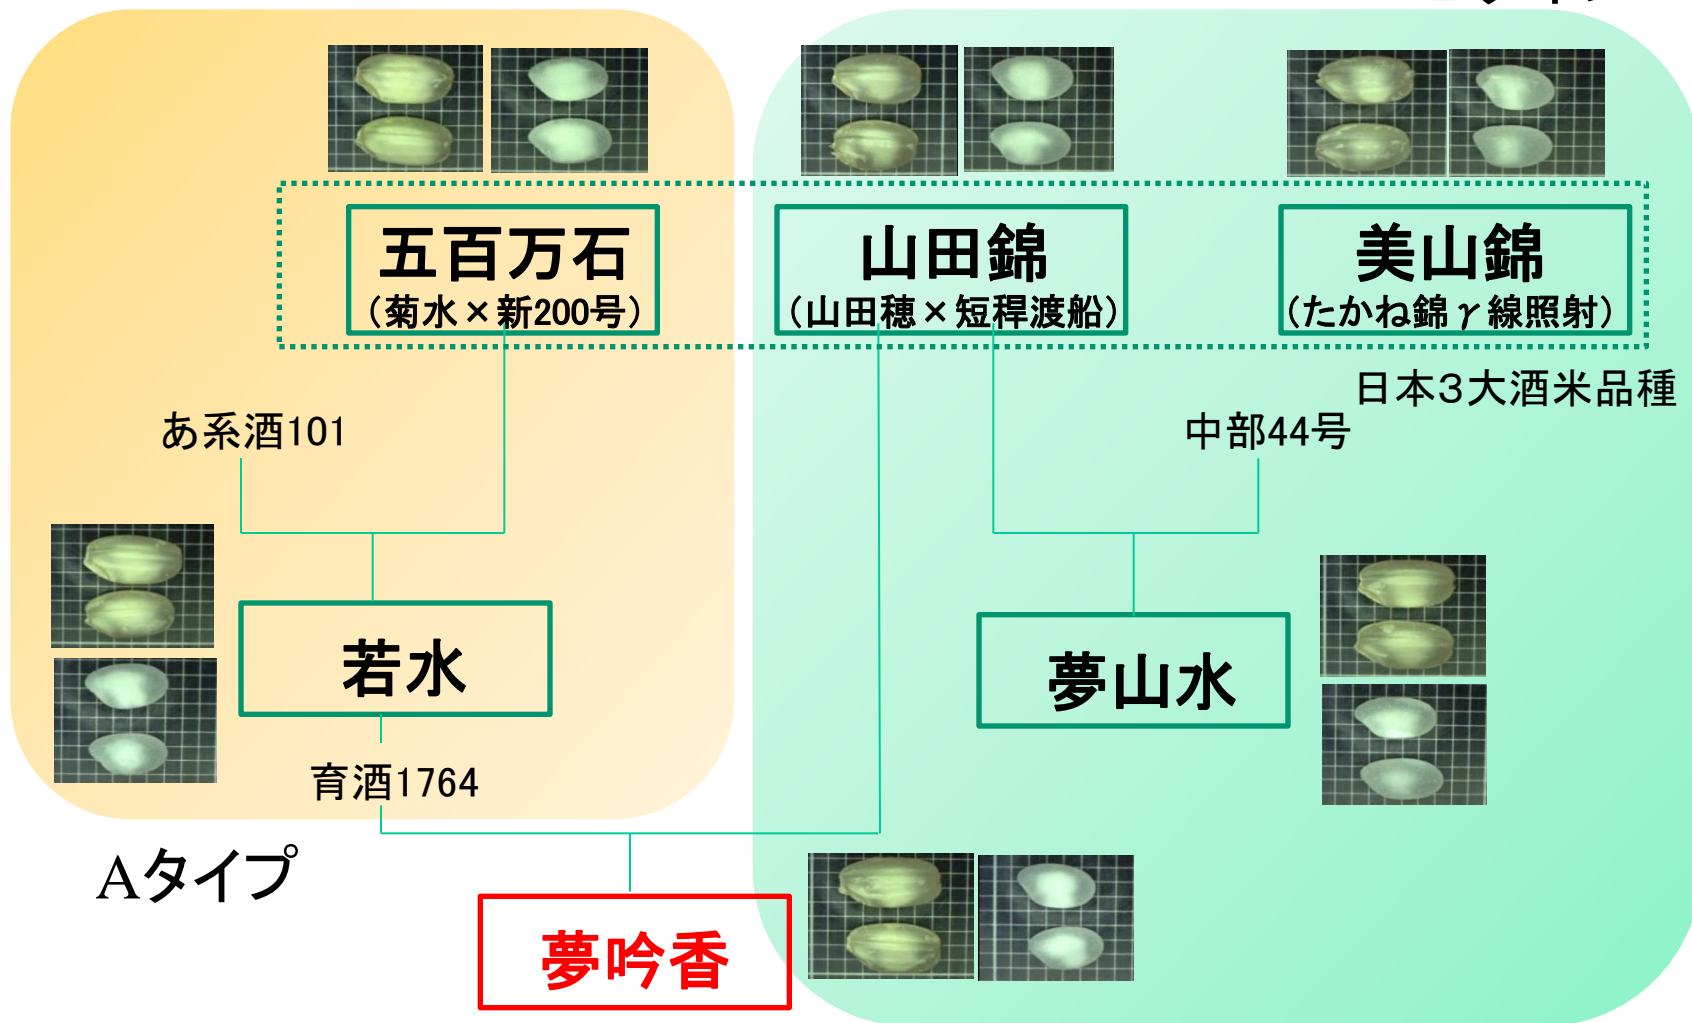 五百万石
（菊水×新200号）
山田錦
（山田穂×短稈渡船）
美山錦
（たかね錦γ線照射）
日本３大酒米品種
あ系酒101
中部44号
若水
夢山水
育酒1764
Aタイプ
夢吟香